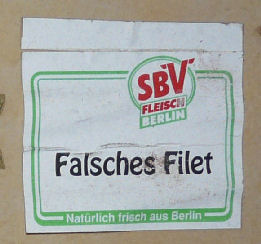 SBV
FLEISCH
BERLIN
Falsches Filet
Natürlich frisch aus Berlin